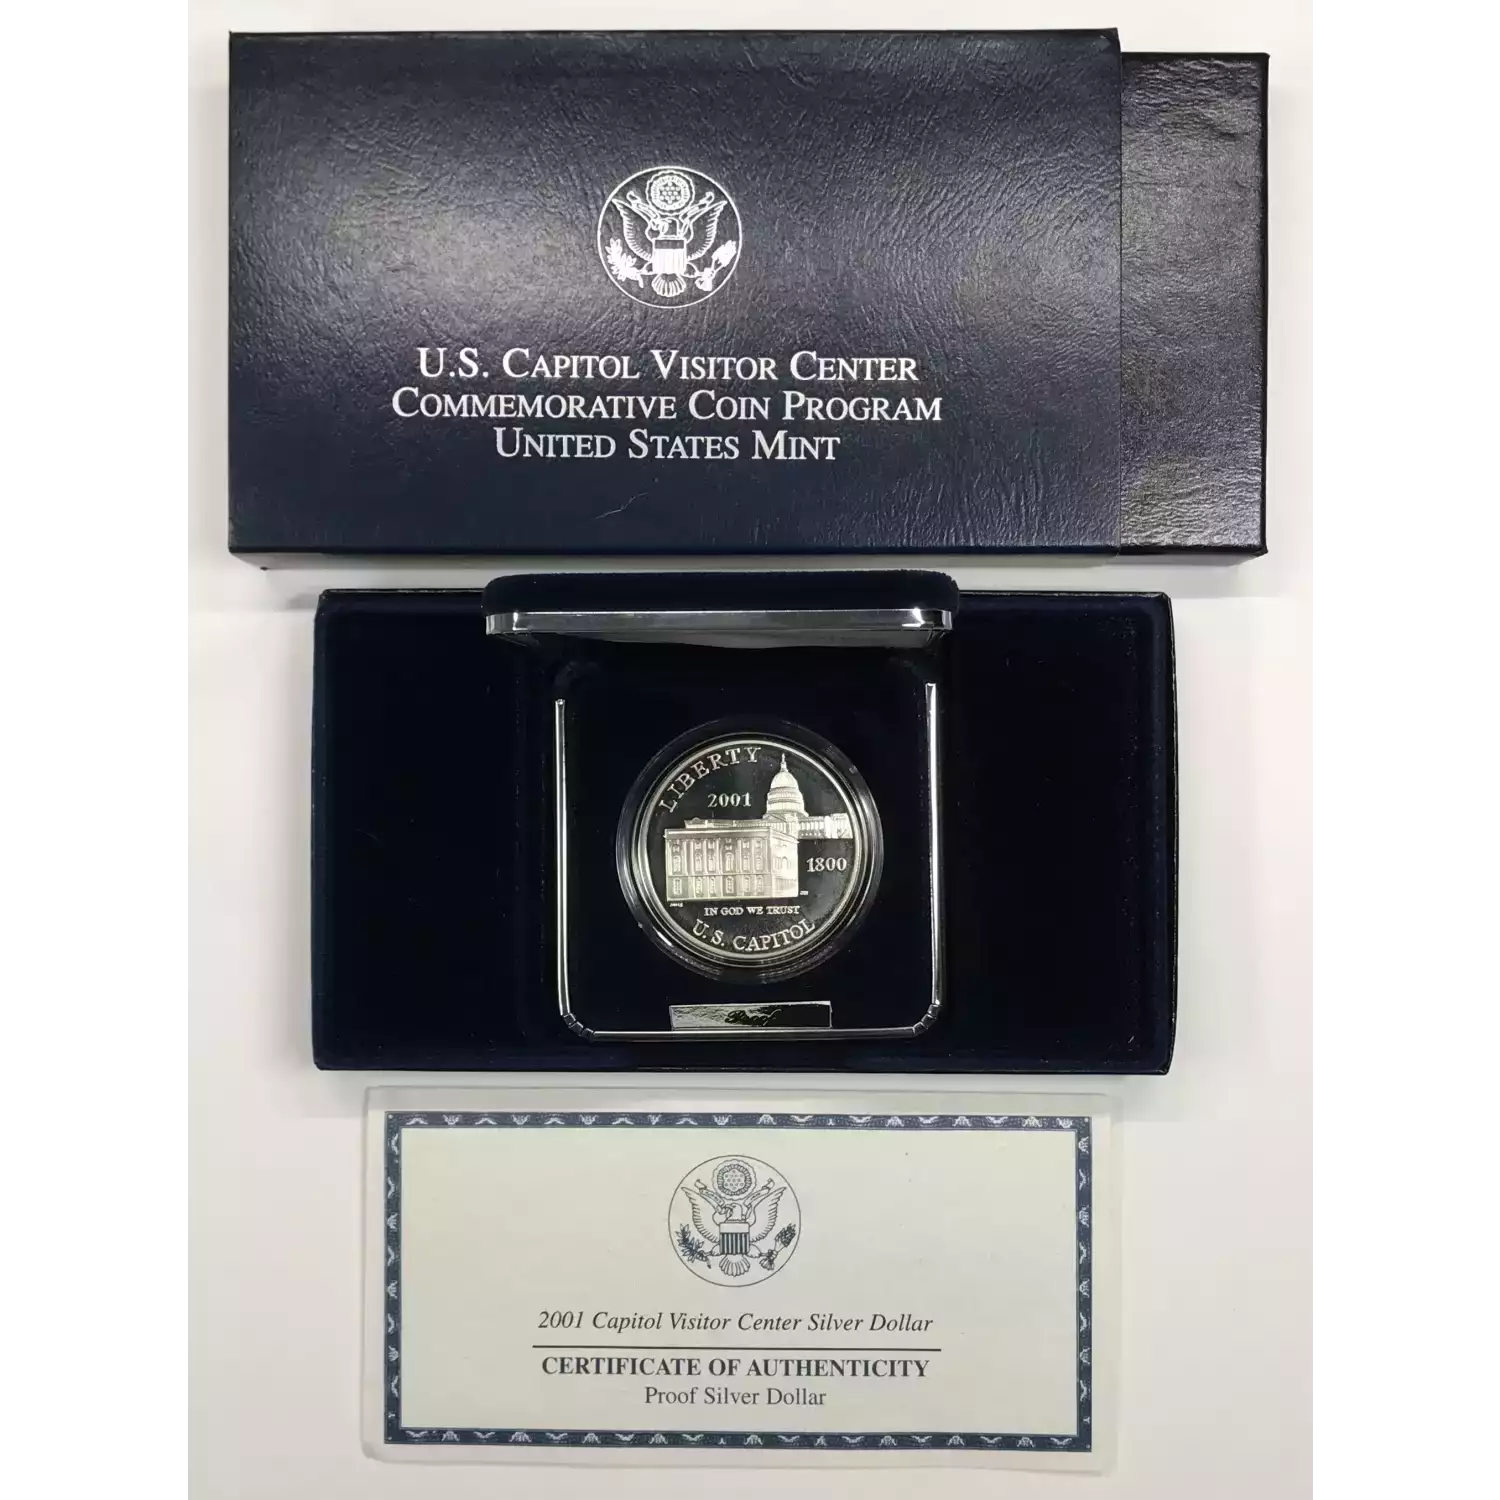 U.S. CAPITOL VISITOR CENTER
COMMEMORATIVE COIN PROGRAM
UNITED STATES MINT
LIBERTY
2001
1800
IN GOD WE TRUST
U.S. CAPITOL
Proof
2001 Capitol Visitor Center Silver Dollar
CERTIFICATE OF AUTHENTICITY
Proof Silver Dollar